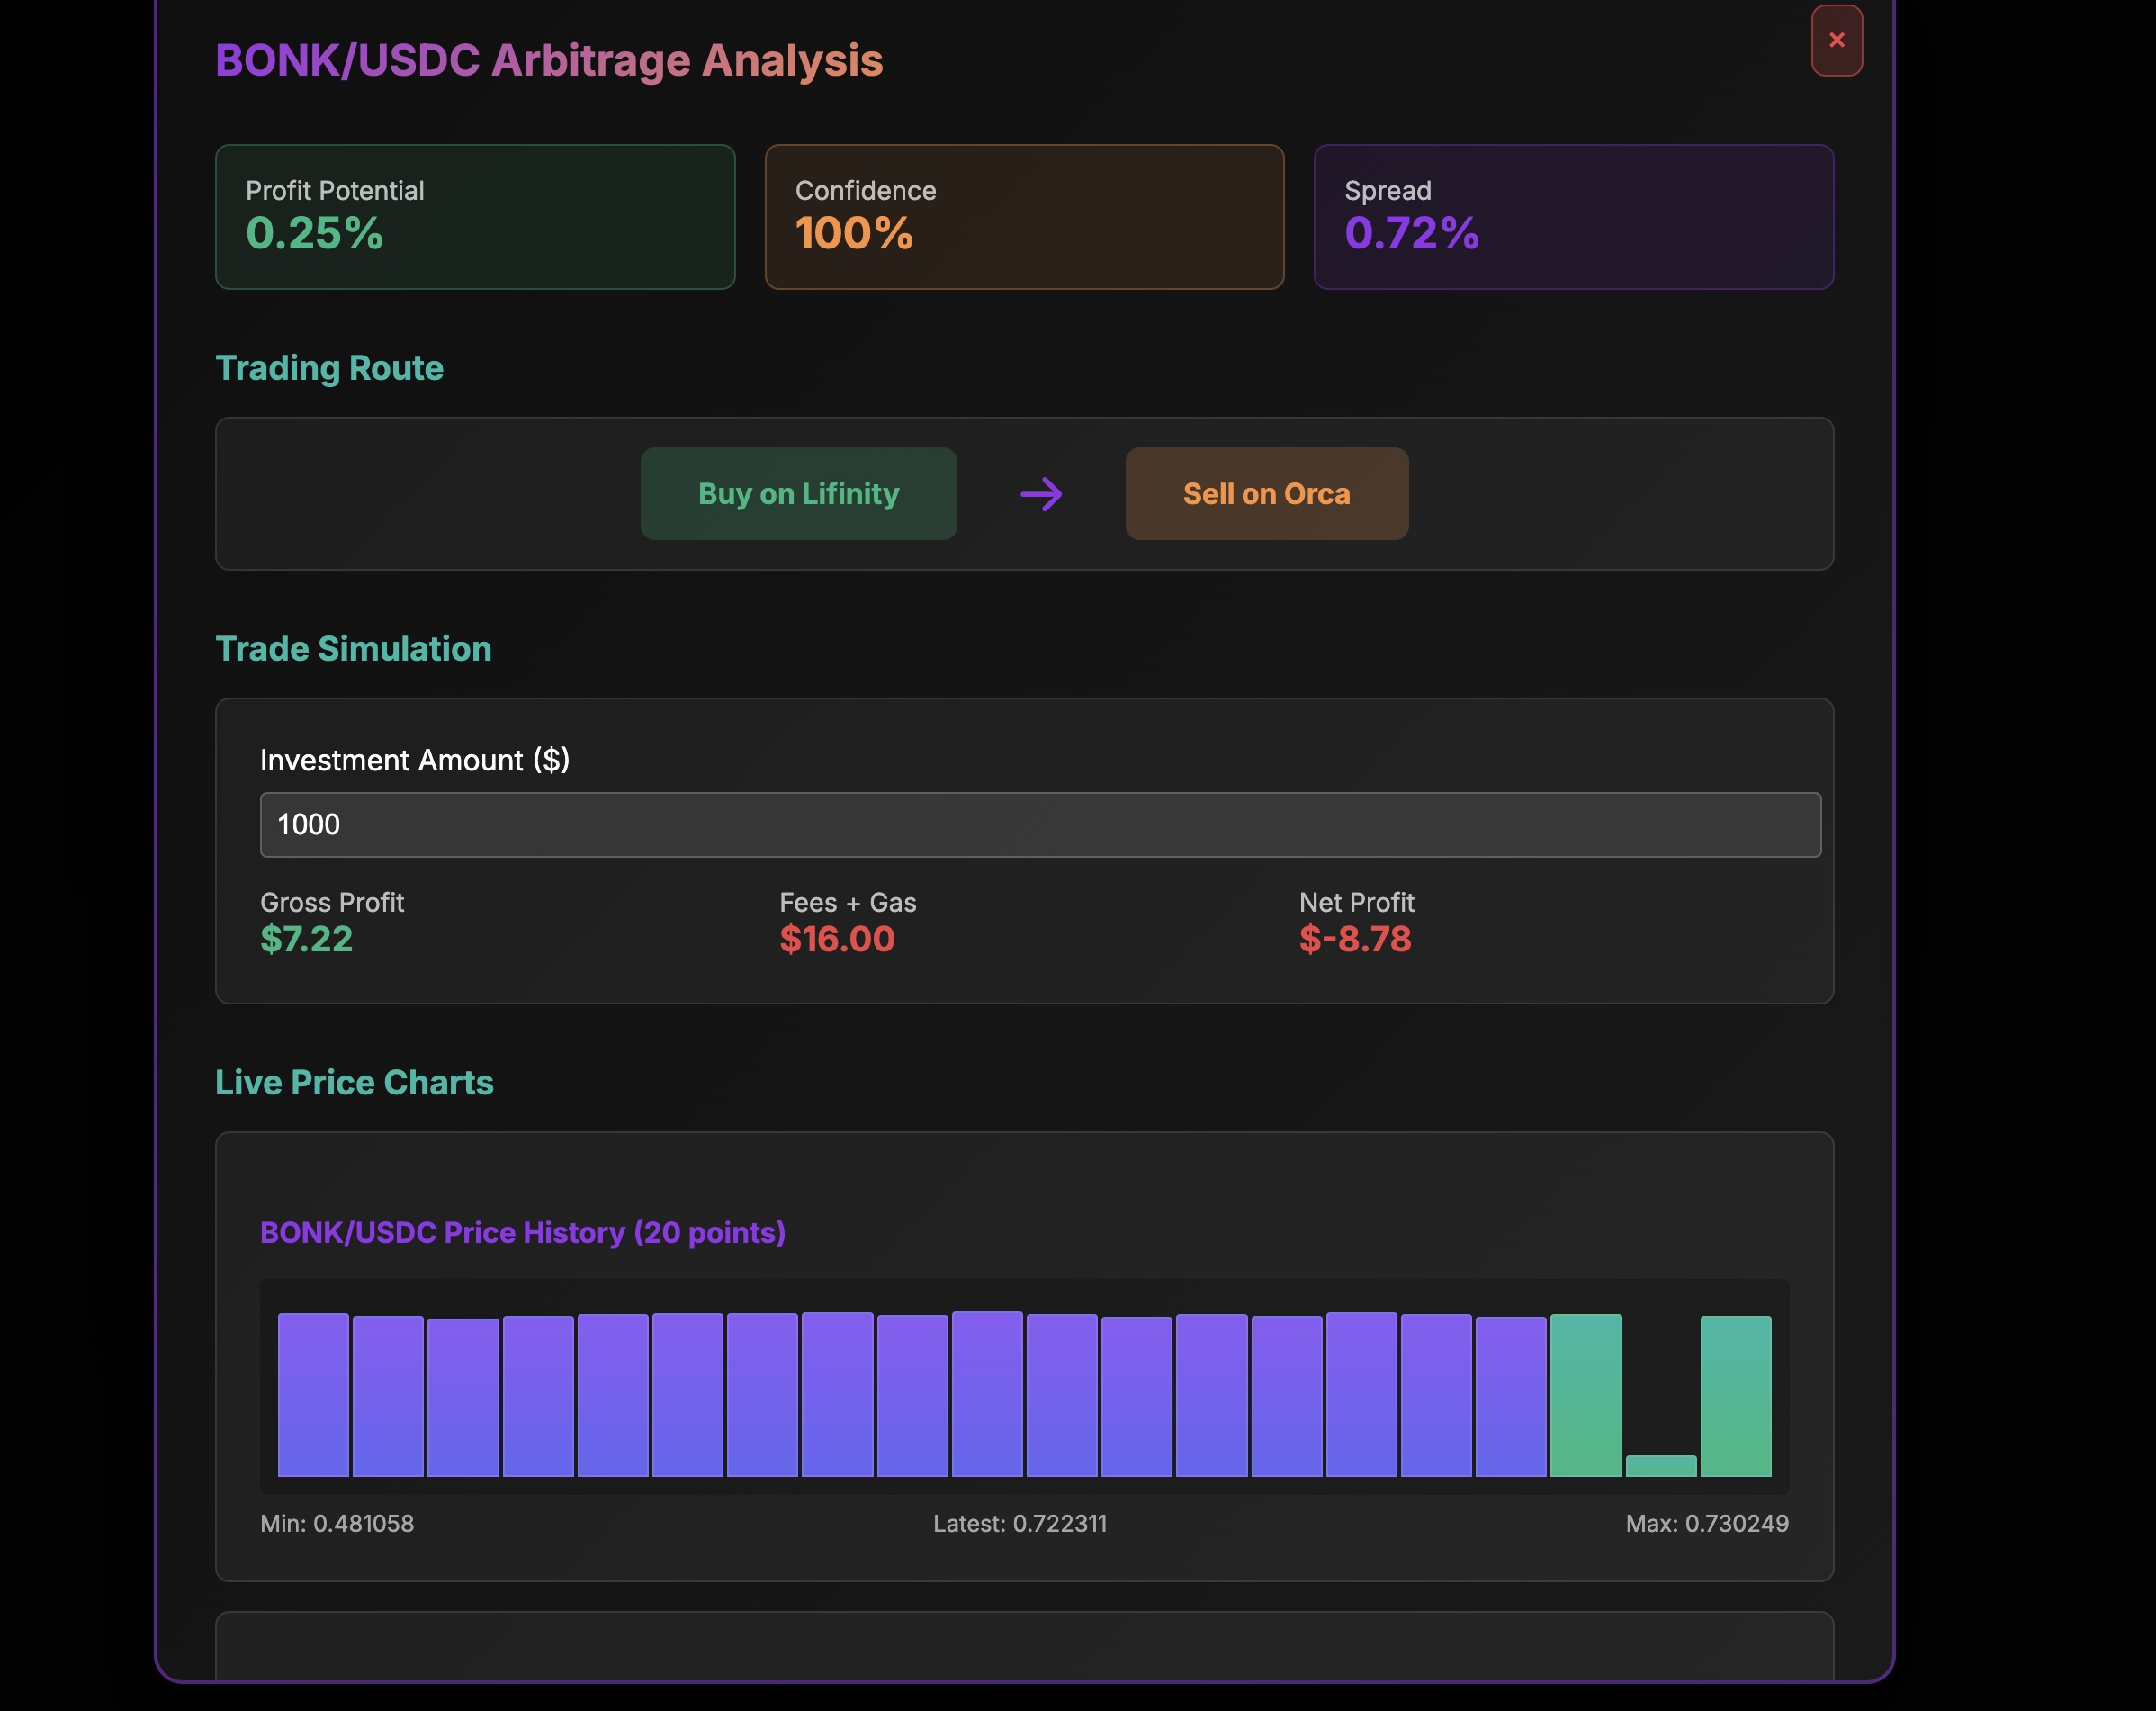 BONK/USDC Arbitrage Analysis
×
Profit Potential
0.25%
Confidence
100%
Spread
0.72%
Trading Route
Buy on Lifinity
→
Sell on Orca
Trade Simulation
Investment Amount ($)
1000
Gross Profit
$7.22
Fees + Gas
$16.00
Net Profit
$-8.78
Live Price Charts
BONK/USDC Price History (20 points)
Min: 0.481058
Latest: 0.722311
Max: 0.730249